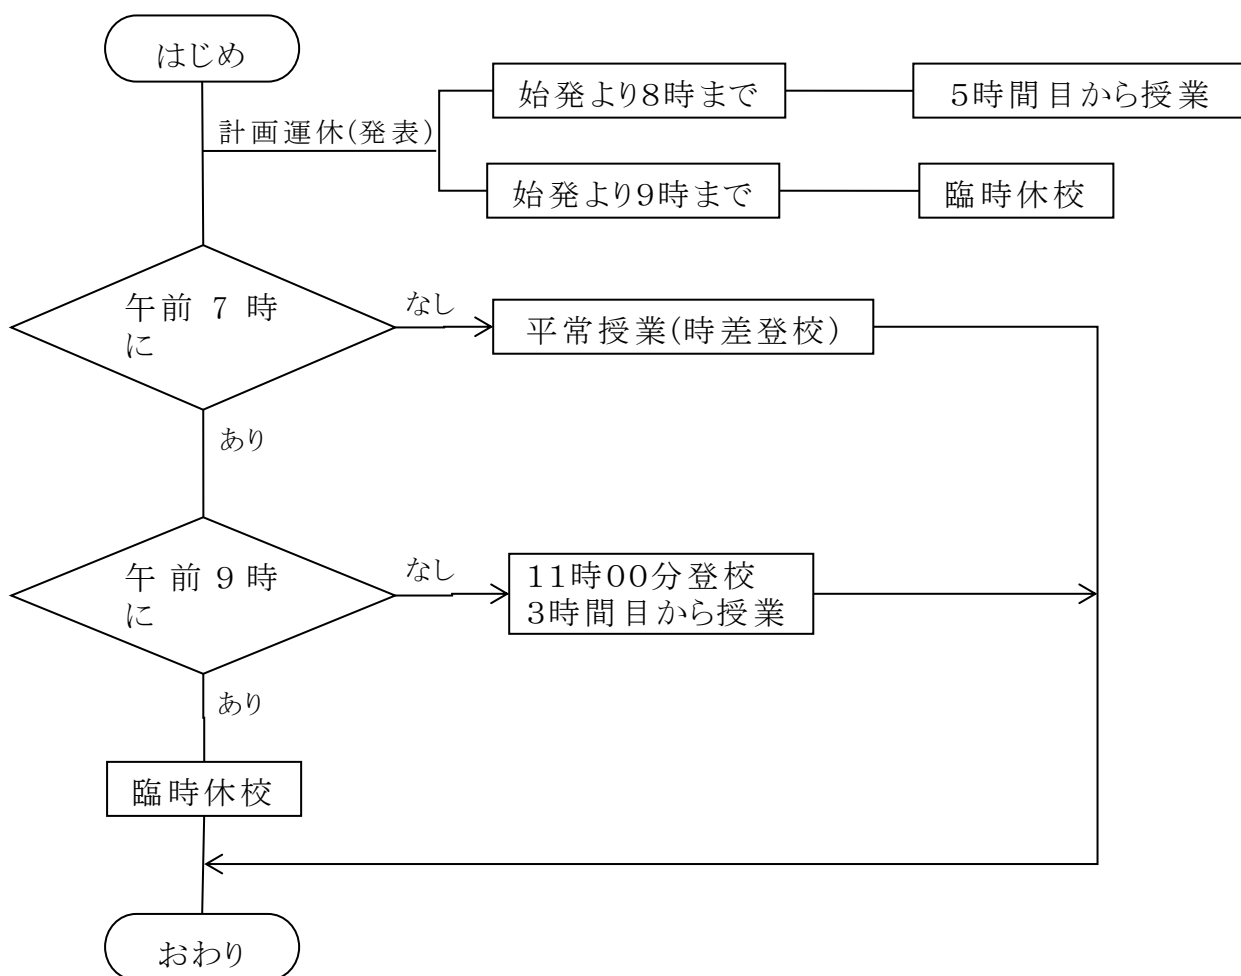 はじめ
始発より8時まで
5時間目から授業
計画運休(発表)
始発より9時まで
臨時休校
午前 7 時
に
なし
平常授業(時差登校)
あり
午前9時
に
なし
11時00分登校
3時間目から授業
あり
臨時休校
おわり